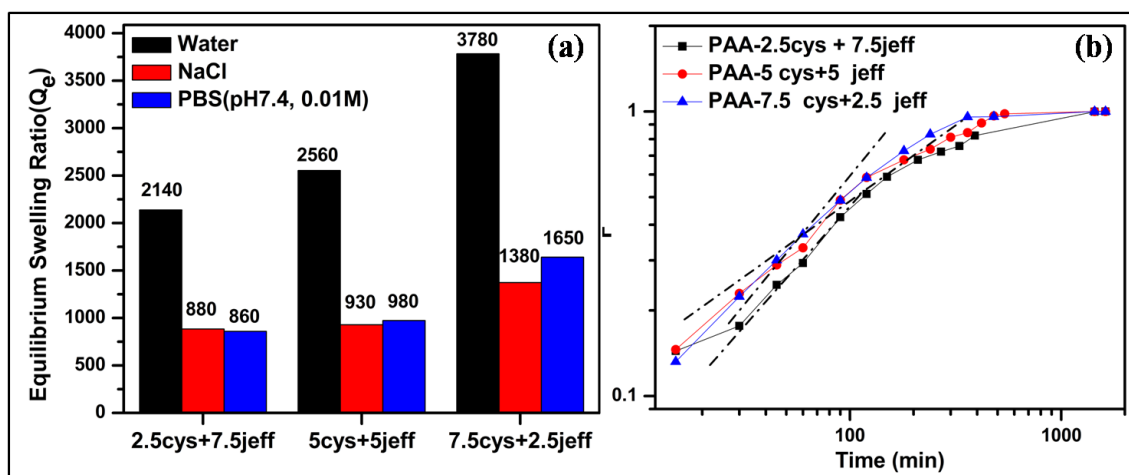 (a)
Equilibrium Swelling Ratio(Qe)
4000
3500
3000
2500
2000
1500
1000
500
0
Water
NaCl
PBS(pH7.4, 0.01M)
2140
880
860
2560
930
980
3780
1380
1650
2.5cys+7.5jeff
5cys+5jeff
7.5cys+2.5jeff
(b)
PAA-2.5cys + 7.5jeff
PAA-5 cys+5 jeff
PAA-7.5 cys+2.5 jeff
1
0.1
100
1000
Time (min)